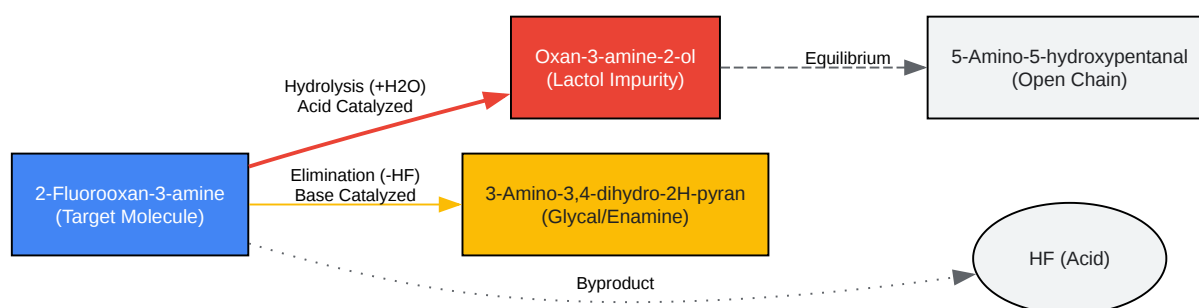 Oxan-3-amine-2-ol
(Lactol Impurity)
Equilibrium
5-Amino-5-hydroxypentanal
(Open Chain)
Hydrolysis (+H2O)
Acid Catalyzed
2-Fluorooxan-3-amine
(Target Molecule)
Elimination (-HF)
Base Catalyzed
3-Amino-3,4-dihydro-2H-pyran
(Glycal/Enamine)
HF (Acid)
Byproduct